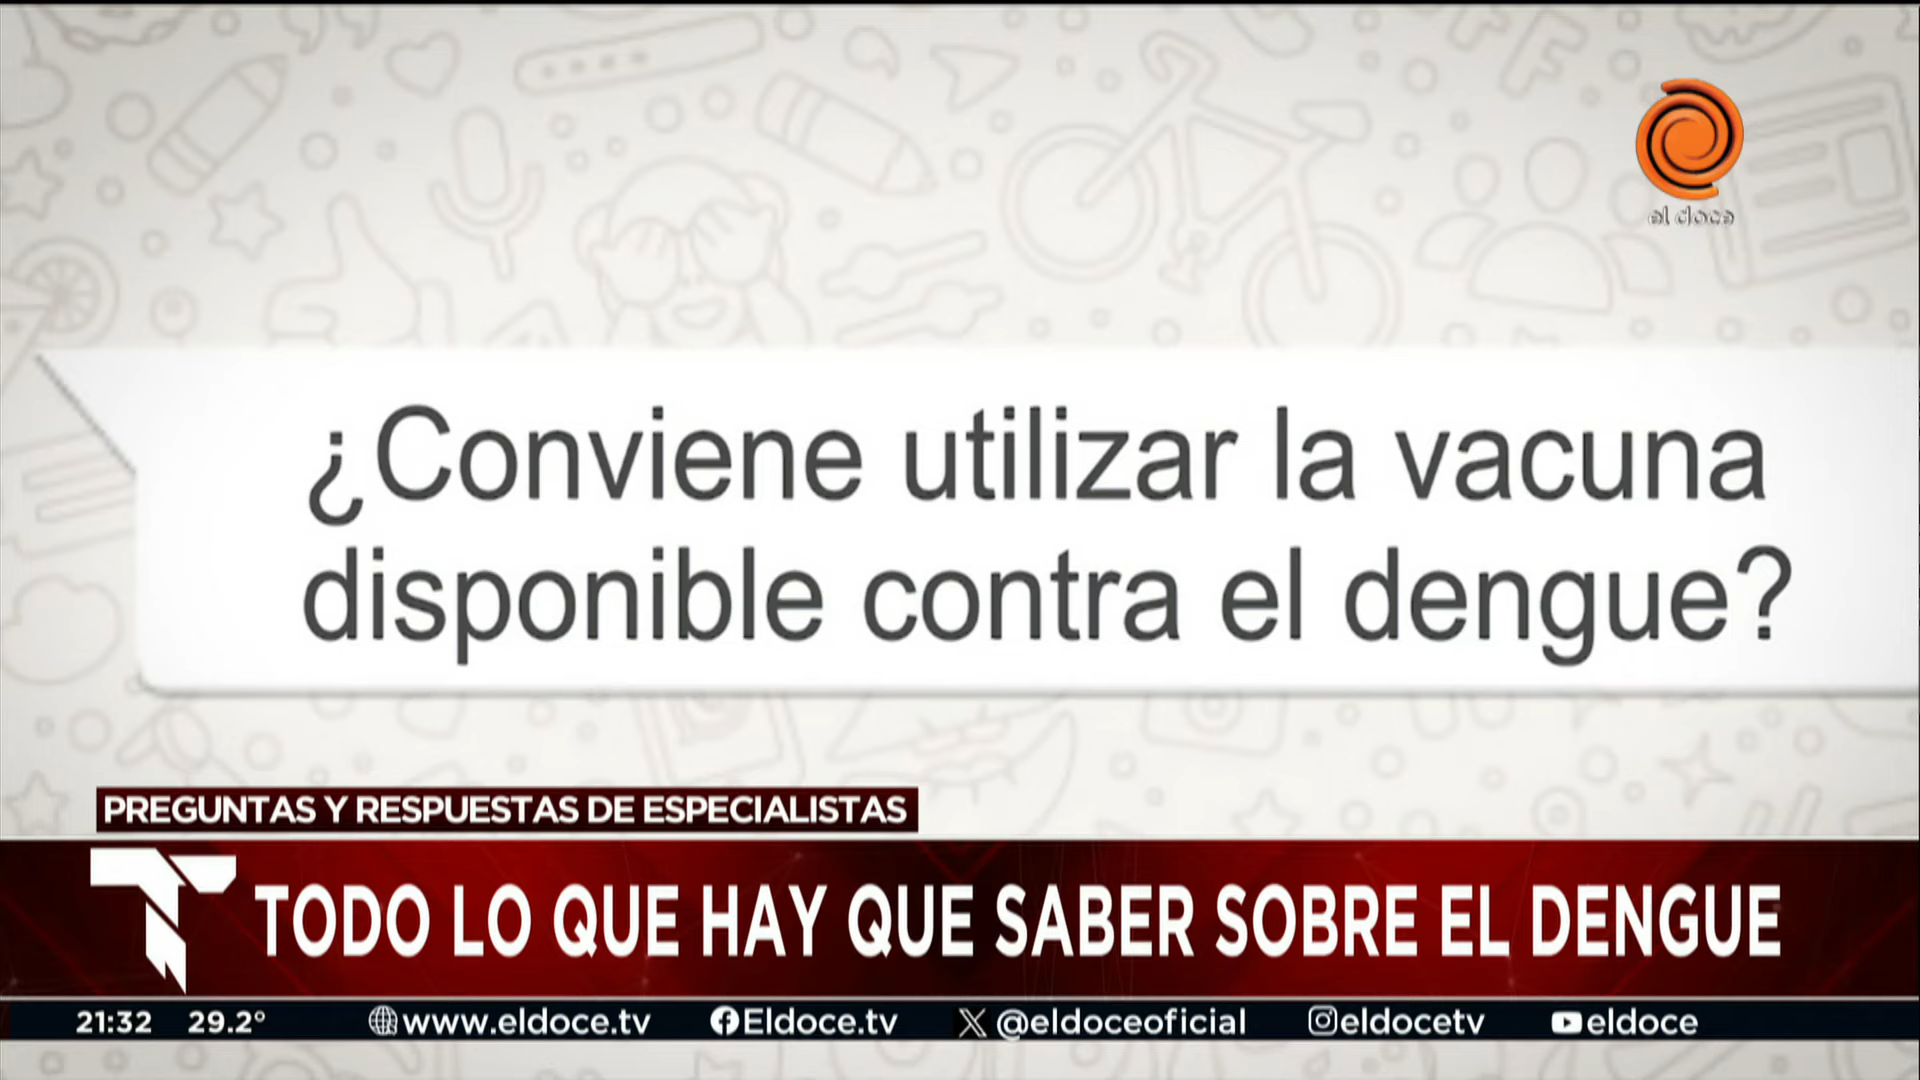 el doce
¿Conviene utilizar la vacuna
disponible contra el dengue?
PREGUNTAS Y RESPUESTAS DE ESPECIALISTAS
TODO LO QUE HAY QUE SABER SOBRE EL DENGUE
21:32 29.2° www.eldoce.tv Eldoce.tv @eldoceoficial eldocetv eldoce